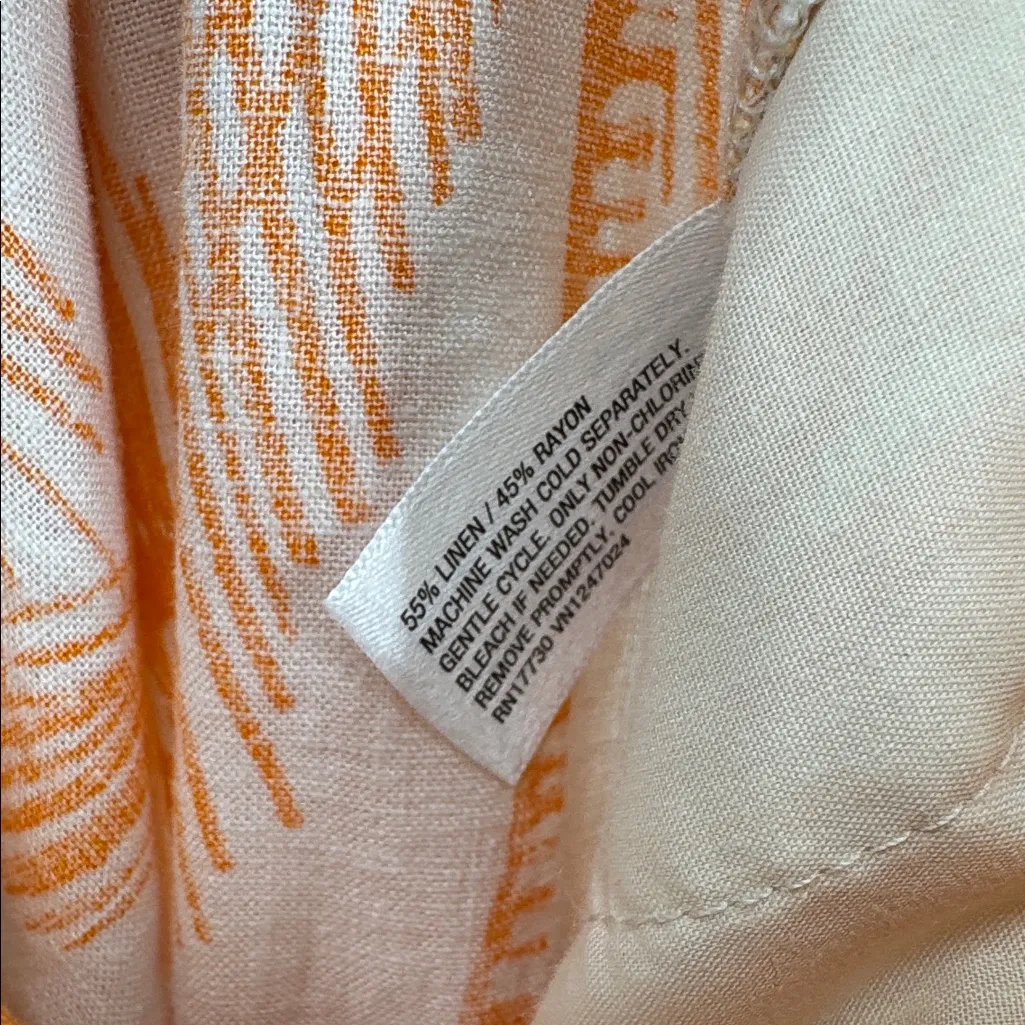 55% LINEN / 45% RAYON
MACHINE WASH COLD SEPARATELY.
GENTLE CYCLE. ONLY NON-CHLORINE
BLEACH IF NEEDED. TUMBLE DRY
REMOVE PROMPTLY. COOL IRON
RN17730 VN1247024